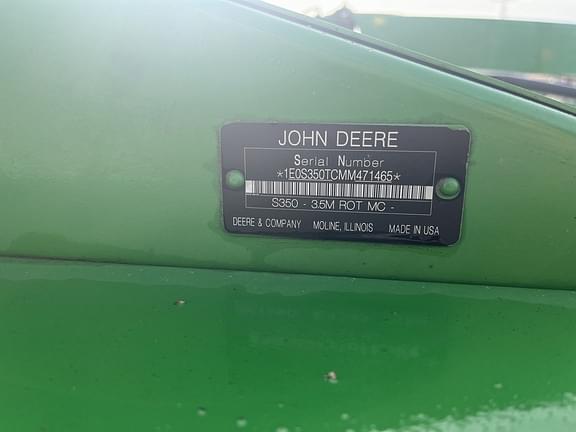 JOHN DEERE
Serial Number
*1E0S350TCMM471465*
S350 - 3.5M ROT MC -
DEERE & COMPANY MOLINE, ILLINOIS MADE IN USA